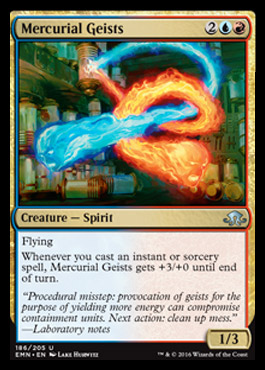 Mercurial Geists 2
Creature — Spirit
Flying
Whenever you cast an instant or sorcery
spell, Mercurial Geists gets +3/+0 until end
of turn.
“Procedural misstep: provocation of geists for the
purpose of yielding more energy can compromise
containment units. Next action: clean up mess.”
—Laboratory notes
1/3
186/205 U
EMN • EN Lake Hurwitz ™ & © 2016 Wizards of the Coast